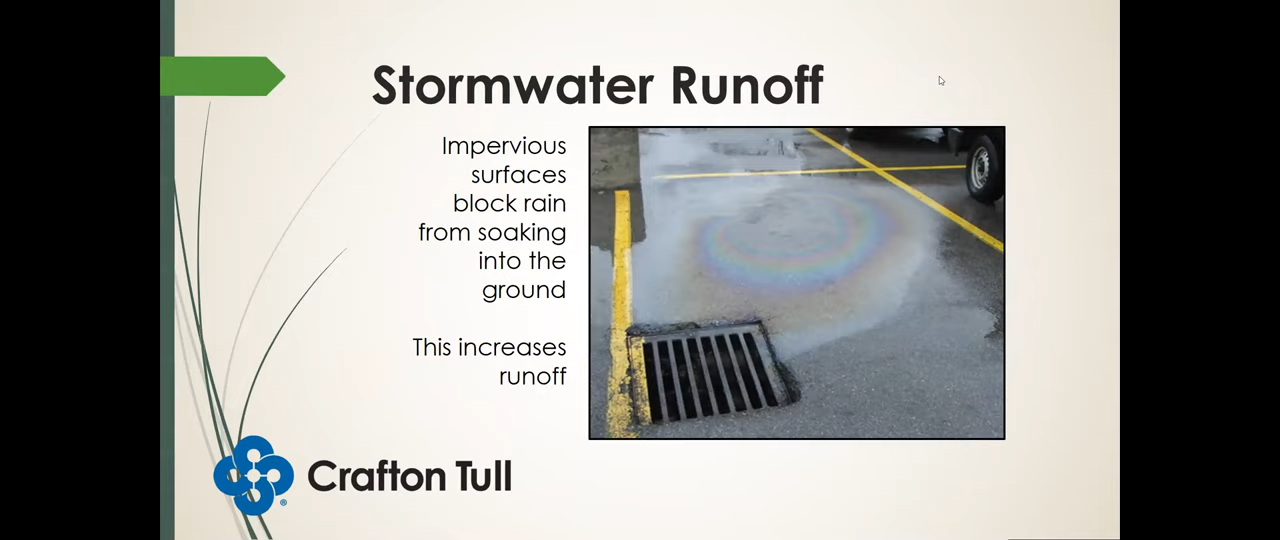 Stormwater Runoff
Impervious
surfaces
block rain
from soaking
into the
ground
This increases
runoff
Crafton Tull
®